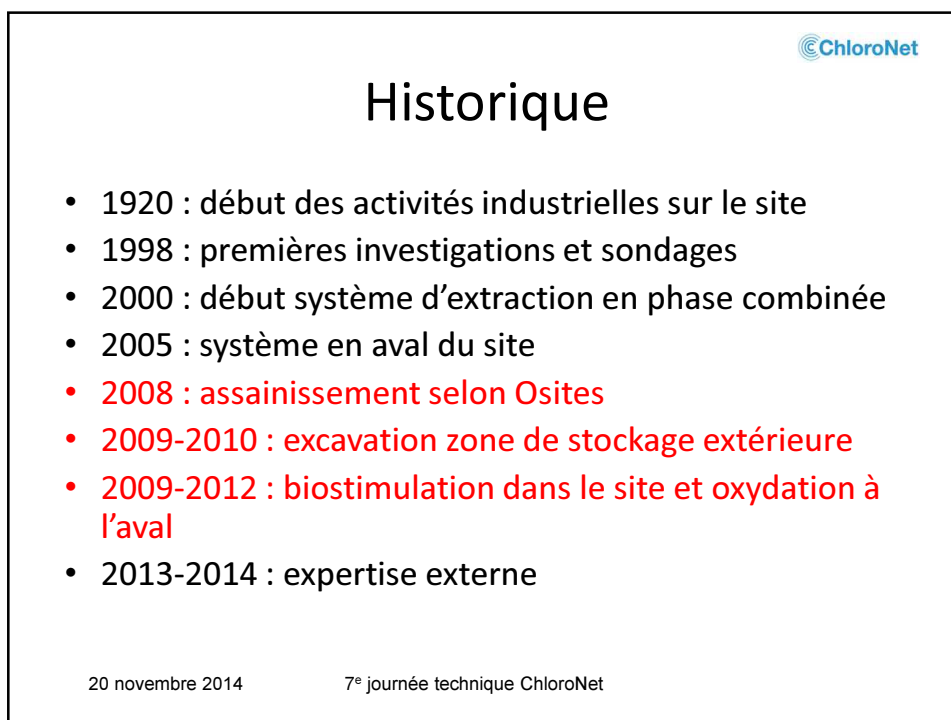 ChloroNet
Historique
• 1920 : début des activités industrielles sur le site
• 1998 : premières investigations et sondages
• 2000 : début système d'extraction en phase combinée
• 2005 : système en aval du site
• 2008 : assainissement selon Osites
• 2009-2010 : excavation zone de stockage extérieure
• 2009-2012 : biostimulation dans le site et oxydation à
l'aval
• 2013-2014 : expertise externe
20 novembre 2014 7e journée technique ChloroNet